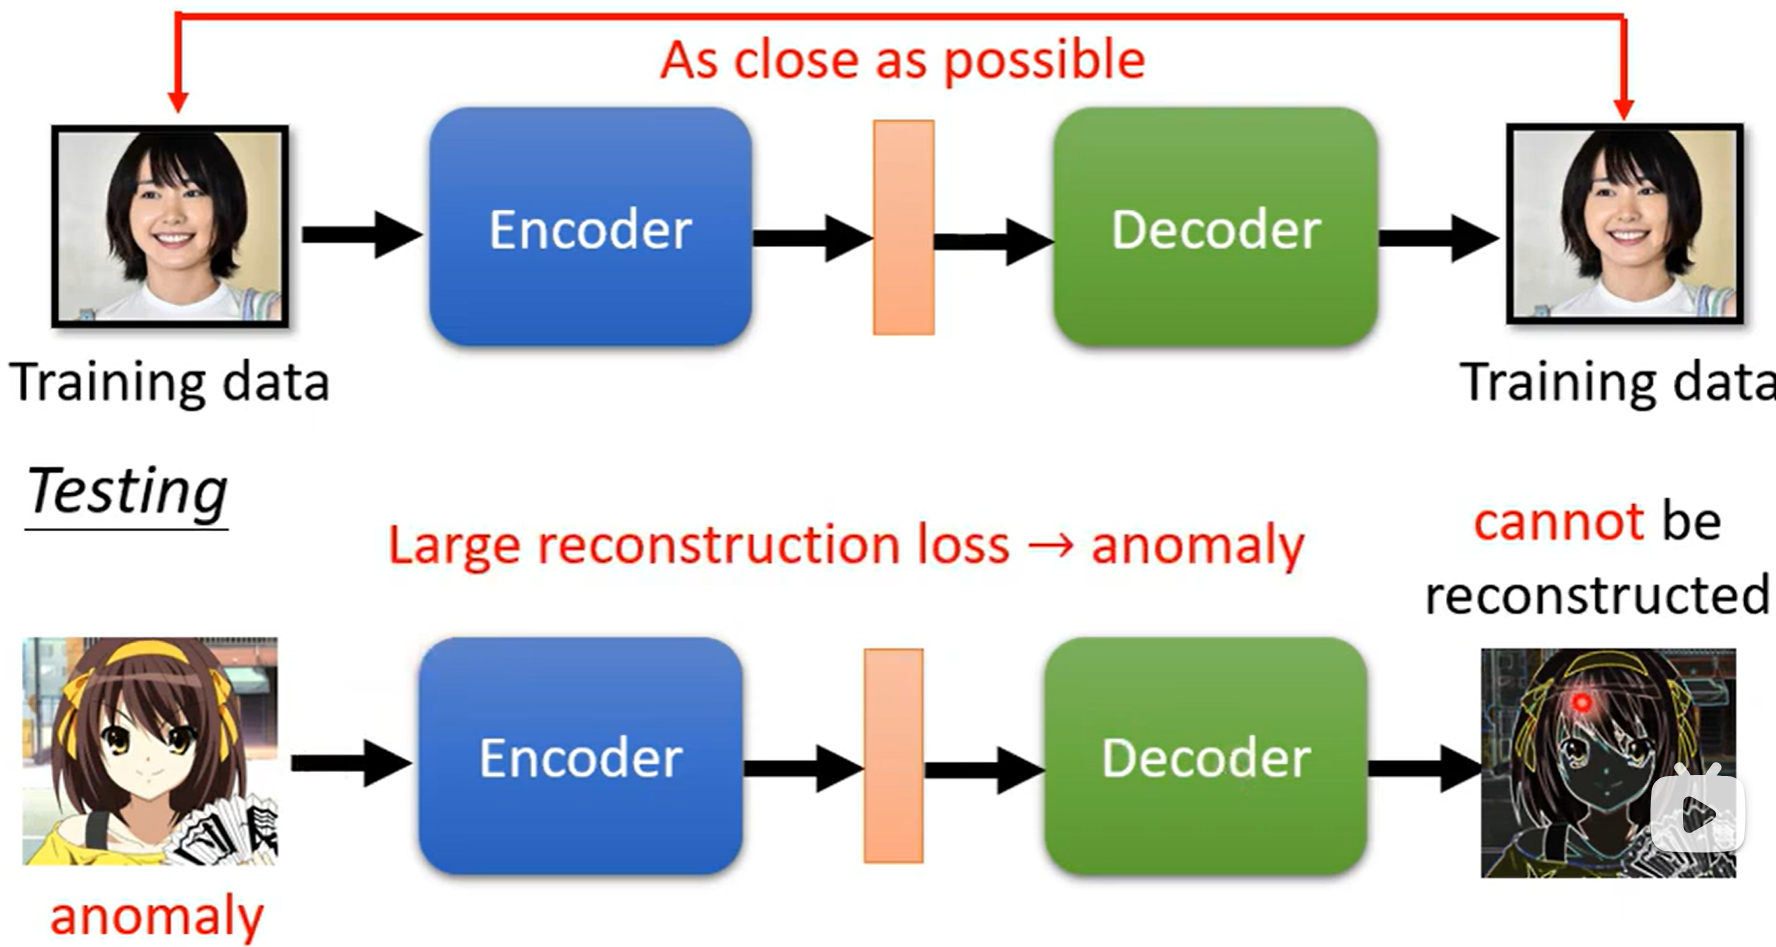 As close as possible
Encoder
Decoder
Training data
Training data
Testing
Large reconstruction loss → anomaly
cannot be
reconstructed
Encoder
Decoder
anomaly